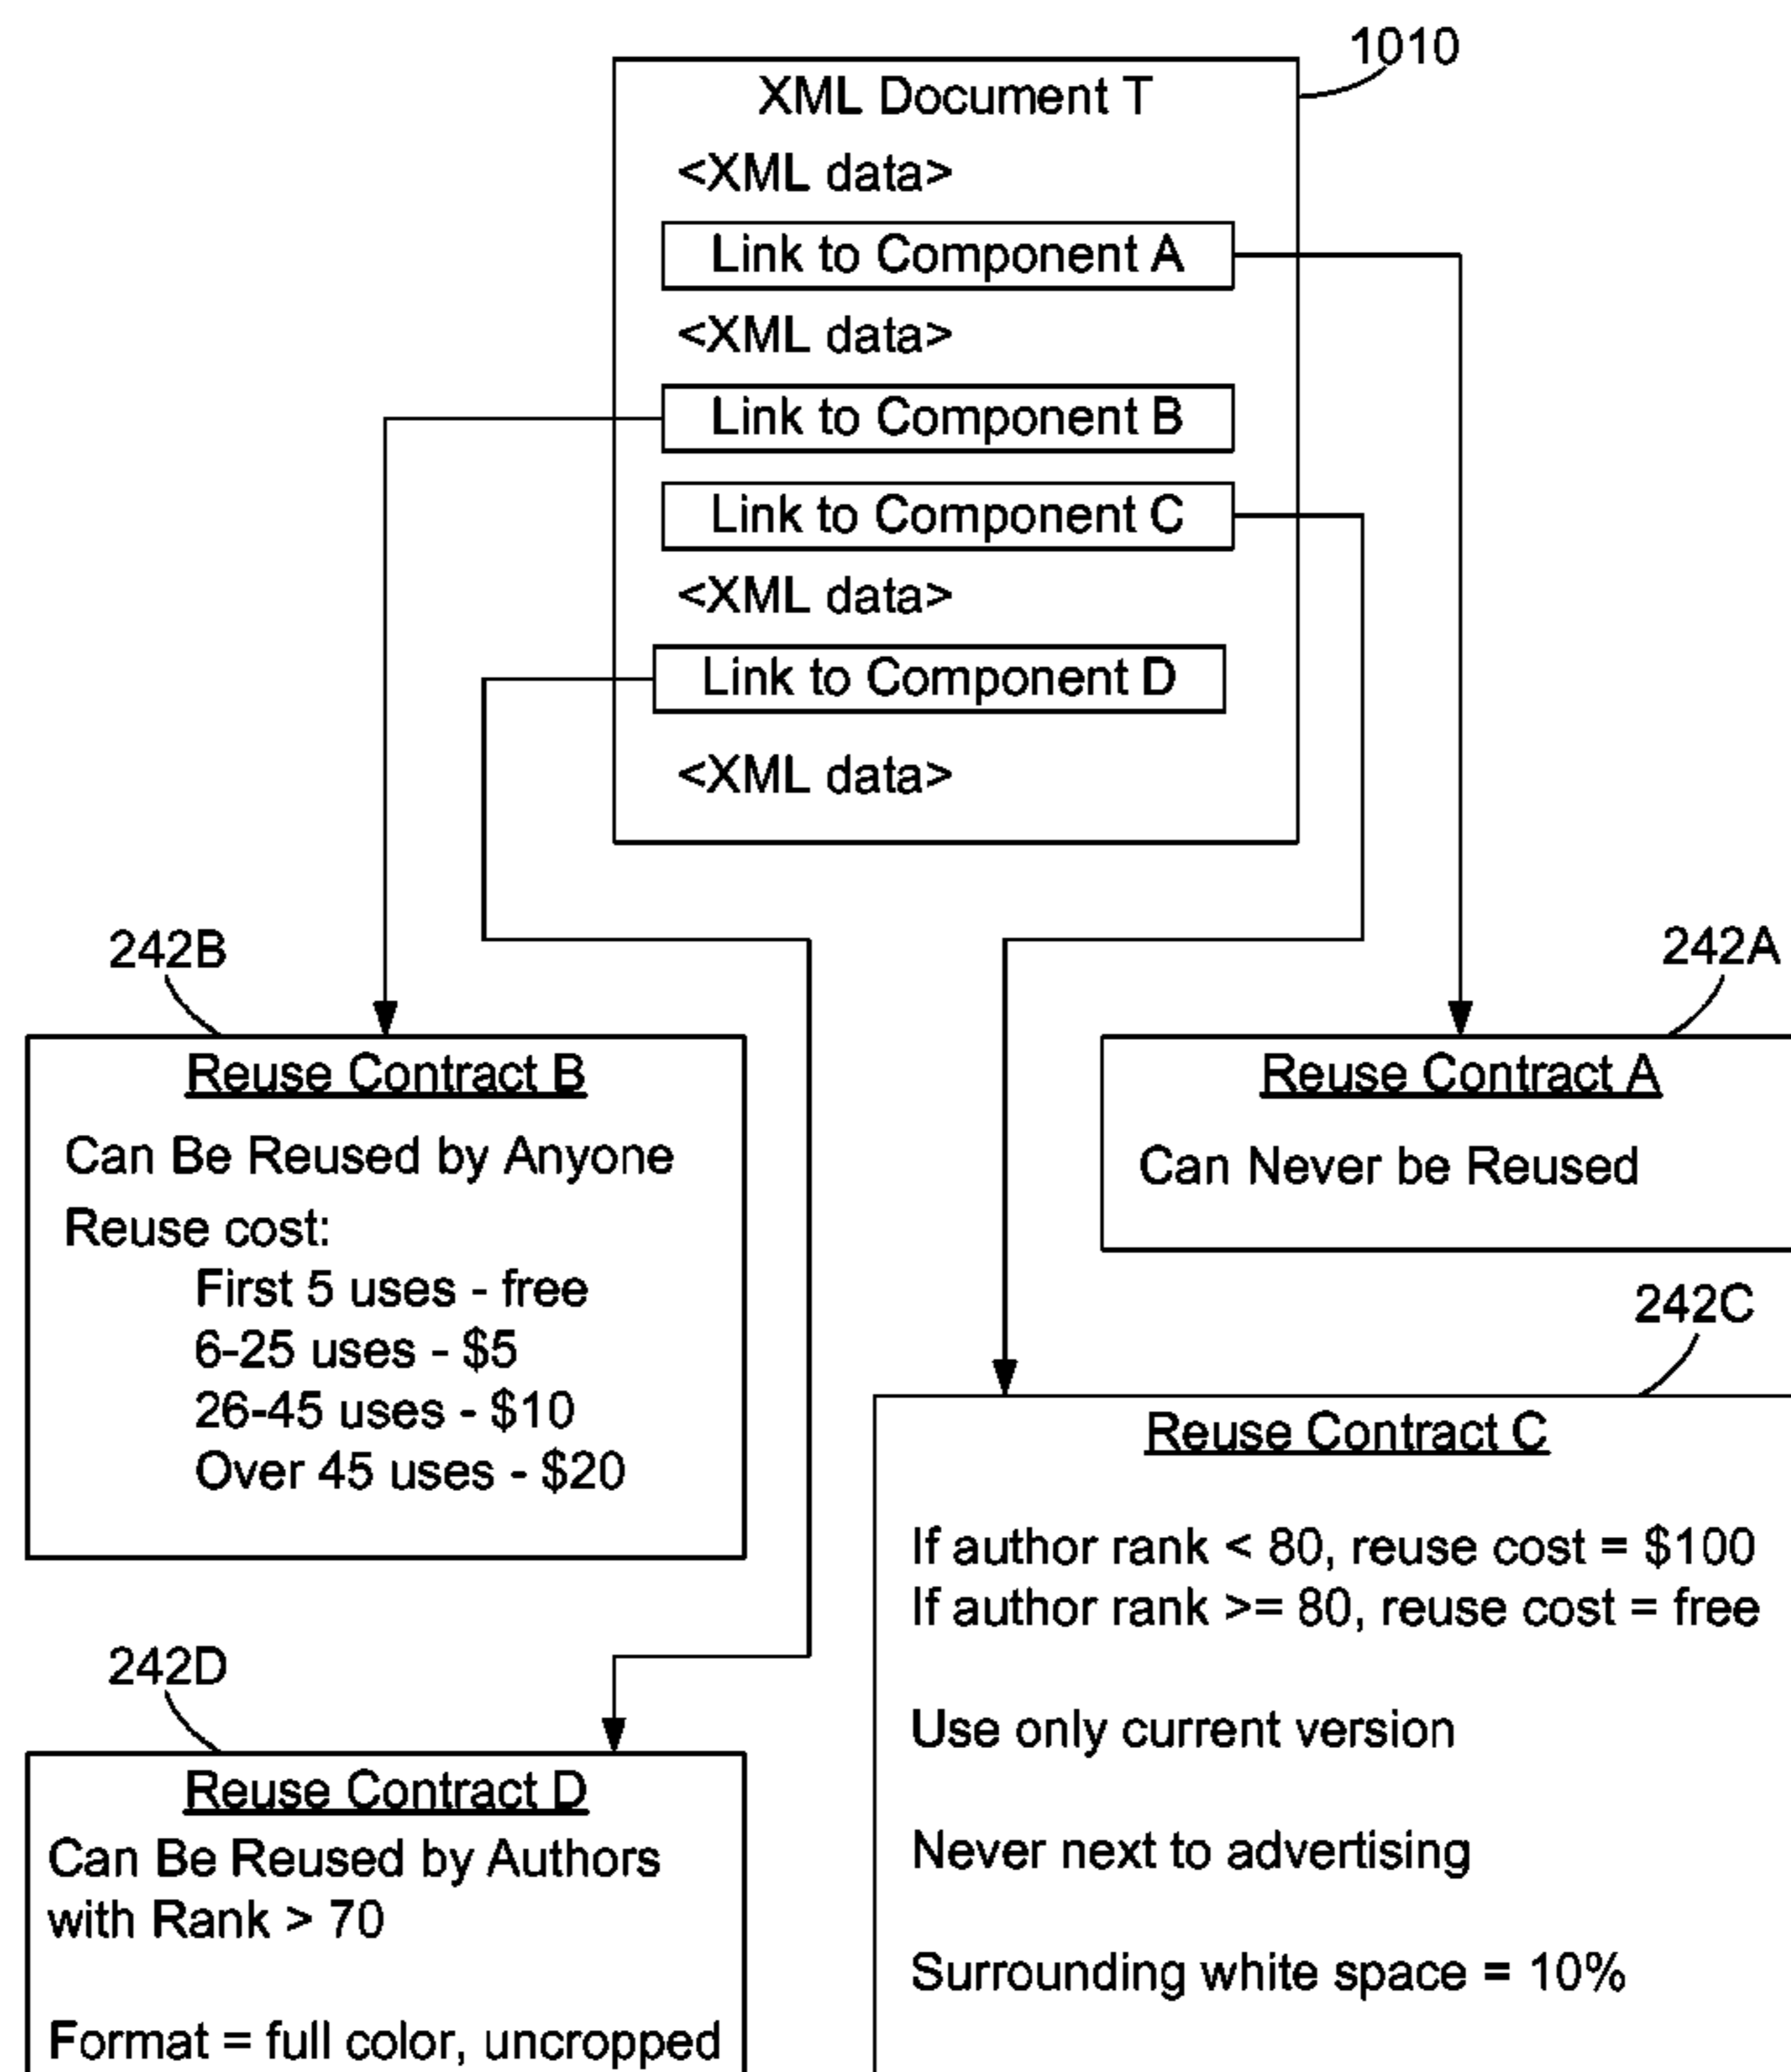 1010
XML Document T
<XML data>
Link to Component A
<XML data>
Link to Component B
Link to Component C
<XML data>
Link to Component D
<XML data>
242B
Reuse Contract B
Can Be Reused by Anyone
Reuse cost:
First 5 uses - free
6-25 uses - $5
26-45 uses - $10
Over 45 uses - $20
242A
Reuse Contract A
Can Never be Reused
242C
Reuse Contract C
If author rank < 80, reuse cost = $100
If author rank >= 80, reuse cost = free
Use only current version
Never next to advertising
Surrounding white space = 10%
242D
Reuse Contract D
Can Be Reused by Authors
with Rank > 70
Format = full color, uncropped